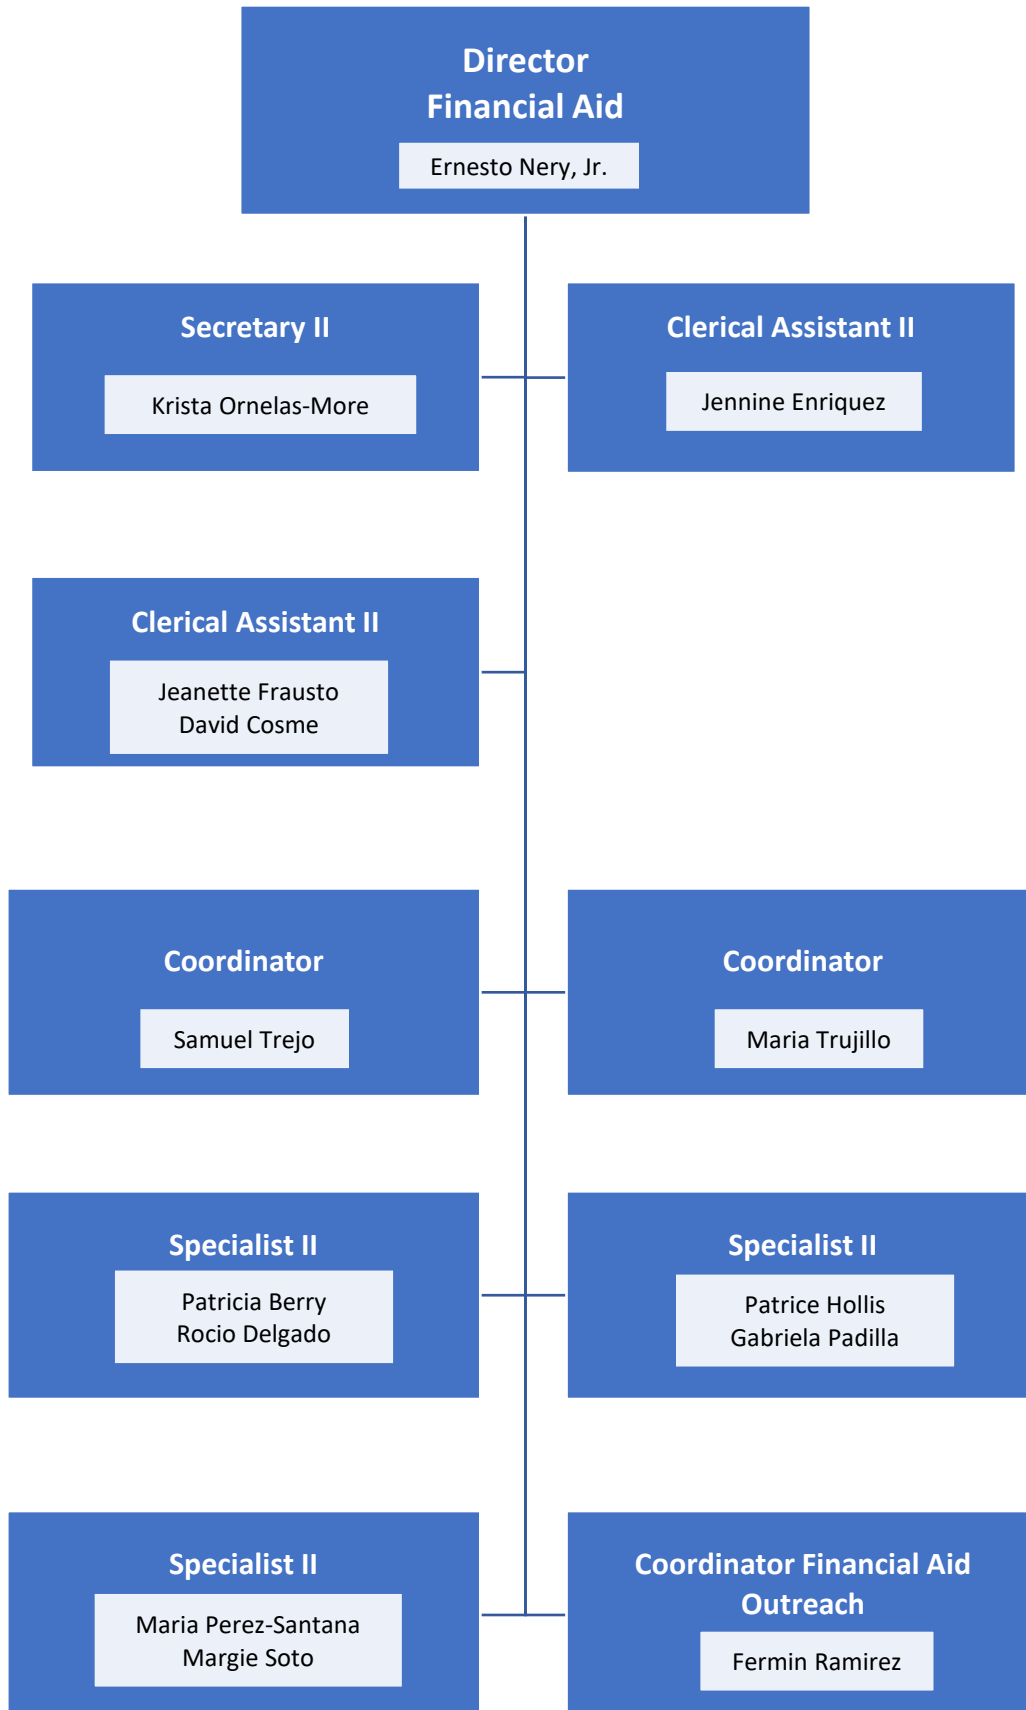 Director
Financial Aid
Ernesto Nery, Jr.
Secretary II
Krista Ornelas-More
Clerical Assistant II
Jennine Enriquez
Clerical Assistant II
Jeanette Frausto
David Cosme
Coordinator
Samuel Trejo
Coordinator
Maria Trujillo
Specialist II
Patricia Berry
Rocio Delgado
Specialist II
Patrice Hollis
Gabriela Padilla
Specialist II
Maria Perez-Santana
Margie Soto
Coordinator Financial Aid
Outreach
Fermin Ramirez